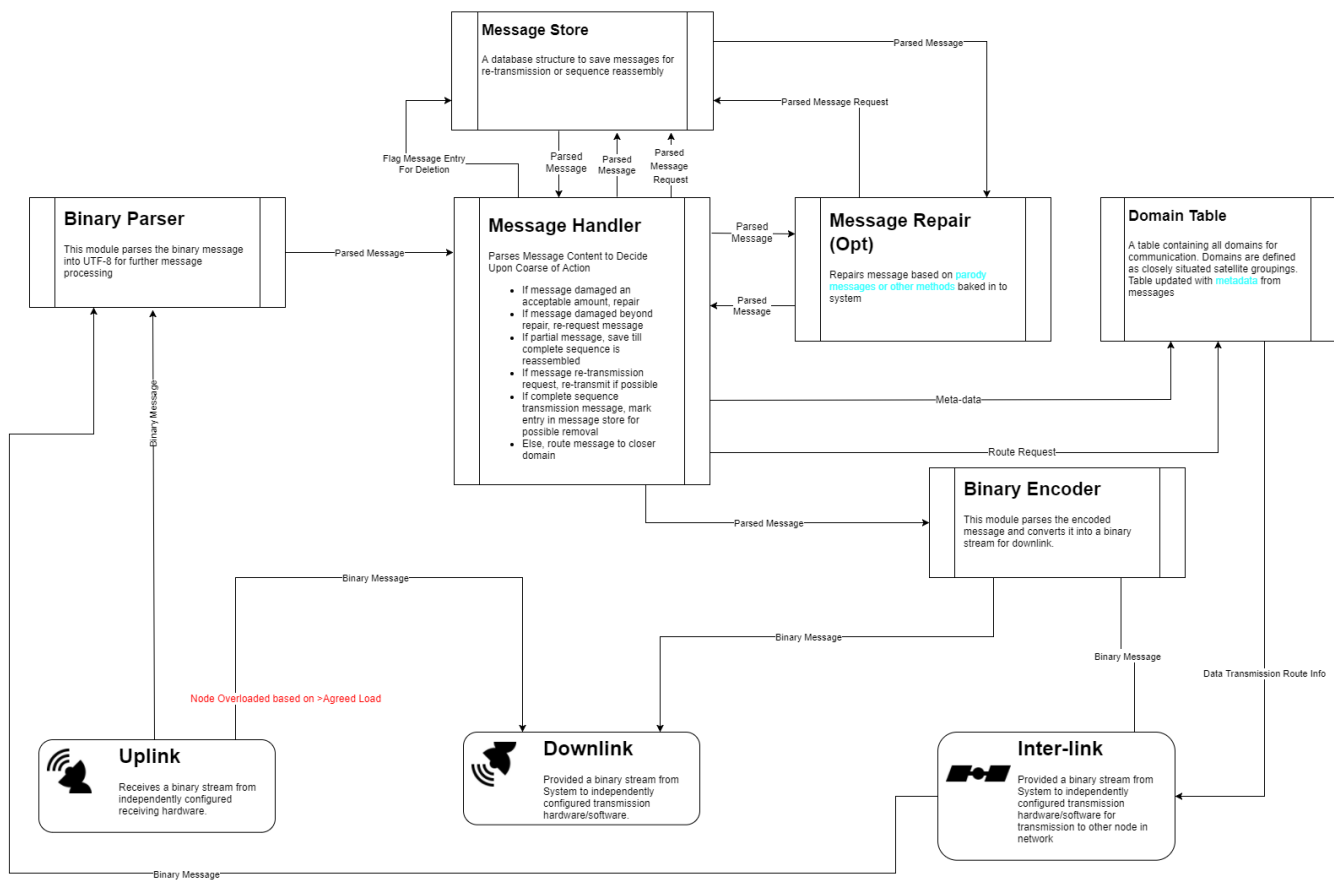 Message Store
A database structure to save messages for
re-transmission or sequence reassembly
Parsed Message
Parsed Message Request
Flag Message Entry
For Deletion
Parsed
Message
Parsed
Message
Parsed
Message
Request
Binary Parser
This module parses the binary message
into UTF-8 for further message
processing
Parsed Message
Message Handler
Parses Message Content to Decide
Upon Coarse of Action
If message damaged an
acceptable amount, repair
If message damaged beyond
repair, re-request message
If partial message, save till
complete sequence is
reassembled
If message re-transmission
request, re-transmit if possible
If complete sequence
transmission message, mark
entry in message store for
possible removal
Else, route message to closer
domain
Parsed
Message
Parsed
Message
Message Repair
(Opt)
Repairs message based on parody
messages or other methods baked in to
system
Domain Table
A table containing all domains for
communication. Domains are defined
as closely situated satellite groupings.
Table updated with metadata from
messages
Meta-data
Route Request
Binary Message
Parsed Message
Binary Encoder
This module parses the encoded
message and converts it into a binary
stream for downlink.
Binary Message
Binary Message
Binary Message
Data Transmission Route Info
Node Overloaded based on >Agreed Load
Uplink
Receives a binary stream from
independently configured
receiving hardware.
Downlink
Provided a binary stream from
System to independently
configured transmission
hardware/software.
Inter-link
Provided a binary stream from
System to independently
configured transmission
hardware/software for
transmission to other node in
network
Binary Message